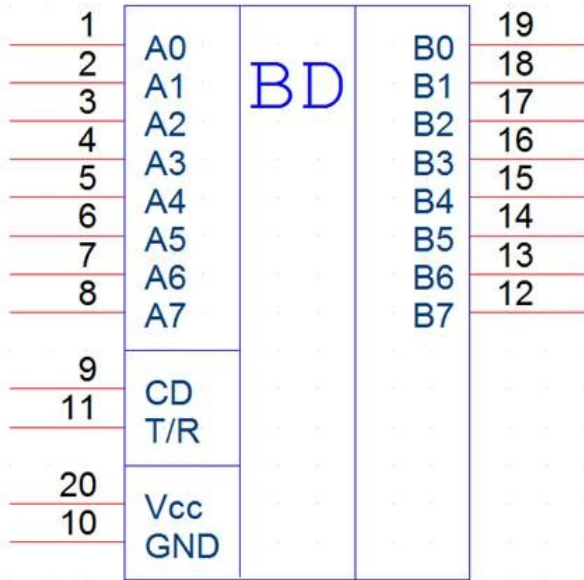 1 A0 BD B0 19
2 A1 B1 18
3 A2 B2 17
4 A3 B3 16
5 A4 B4 15
6 A5 B5 14
7 A6 B6 13
8 A7 B7 12
9 CD
11 T/R
20 Vcc
10 GND